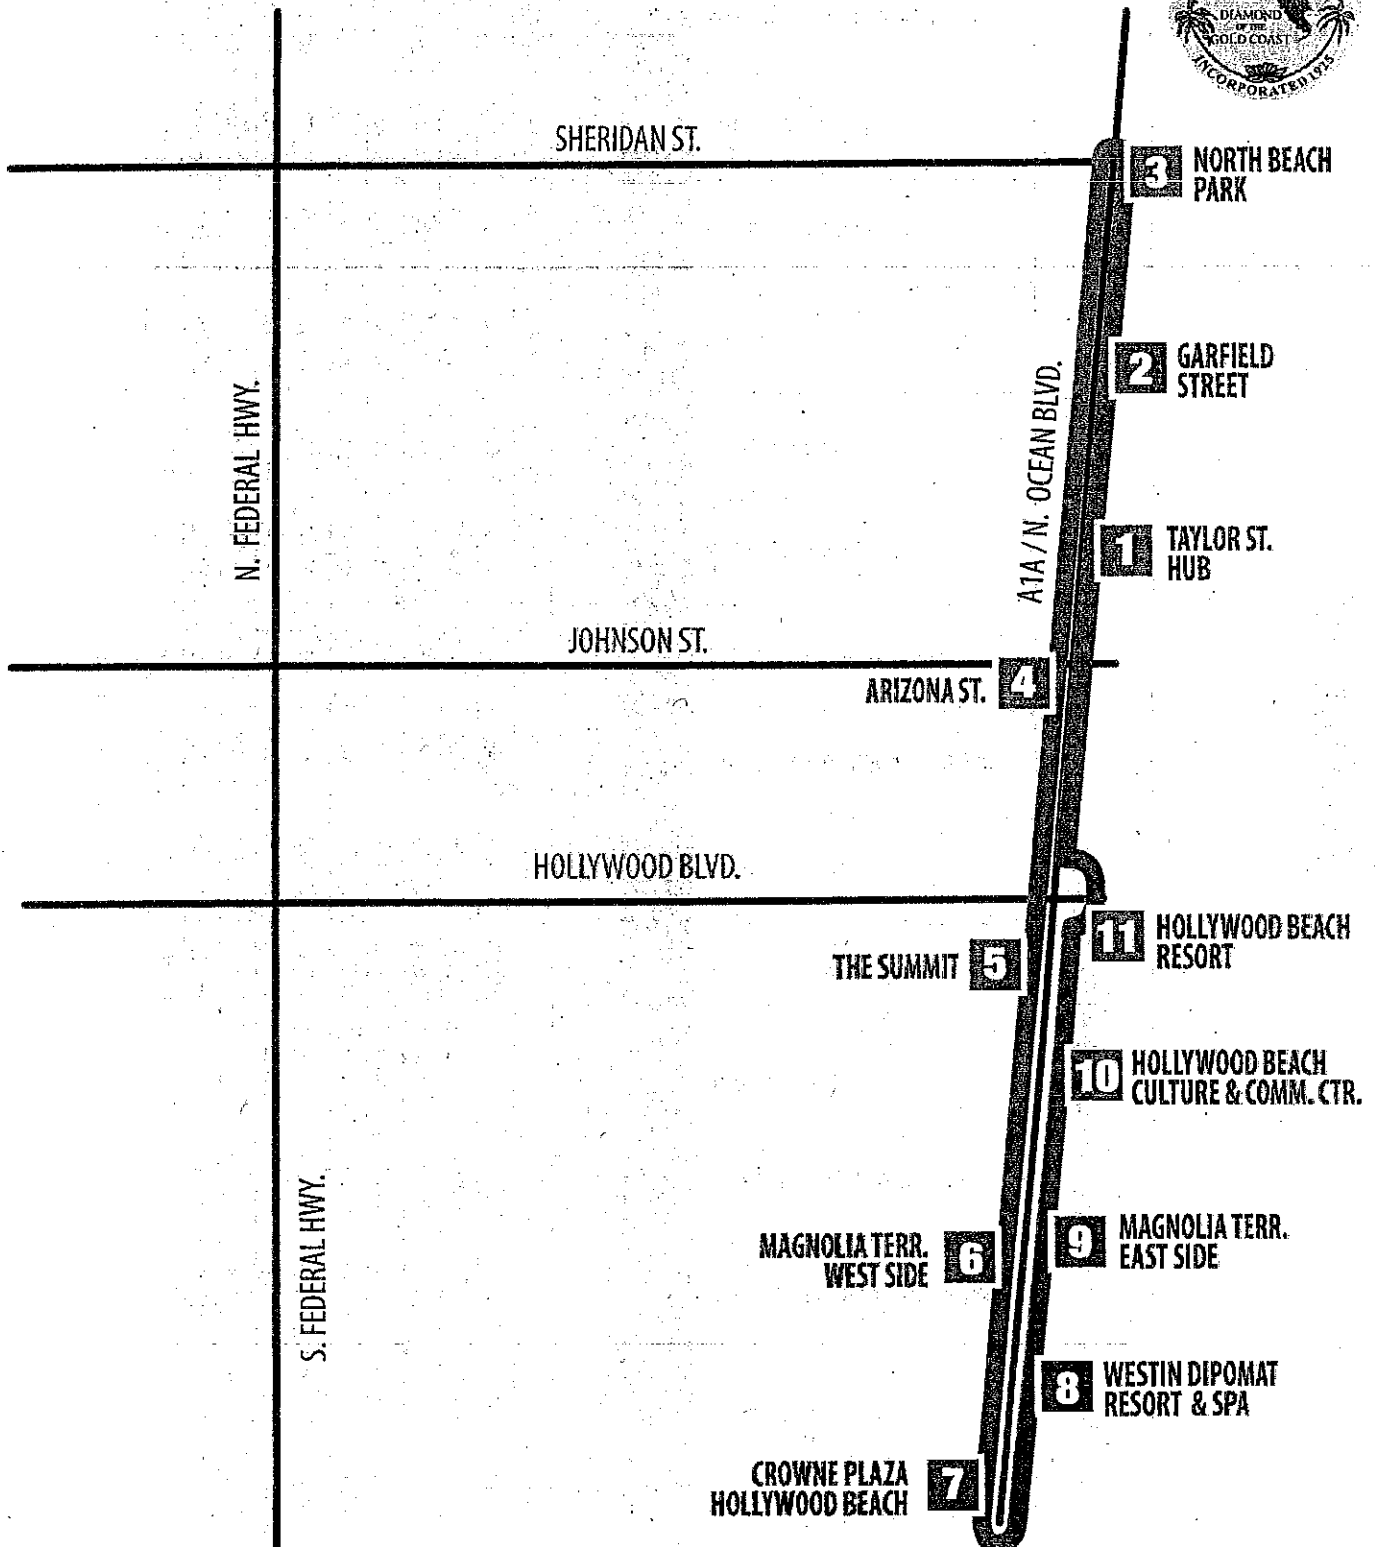 DIAMOND
OF THE
GOLD COAST
INCORPORATED 1925
SHERIDAN ST.
3
NORTH BEACH
PARK
2
GARFIELD
STREET
N. FEDERAL HWY.
A1A / N. OCEAN BLVD.
1
TAYLOR ST.
HUB
JOHNSON ST.
ARIZONA ST.
4
HOLLYWOOD BLVD.
11
HOLLYWOOD BEACH
RESORT
THE SUMMIT
5
10
HOLLYWOOD BEACH
CULTURE & COMM. CTR.
S. FEDERAL HWY.
MAGNOLIA TERR.
WEST SIDE
6
9
MAGNOLIA TERR.
EAST SIDE
8
WESTIN DIPOMAT
RESORT & SPA
CROWNE PLAZA
HOLLYWOOD BEACH
7